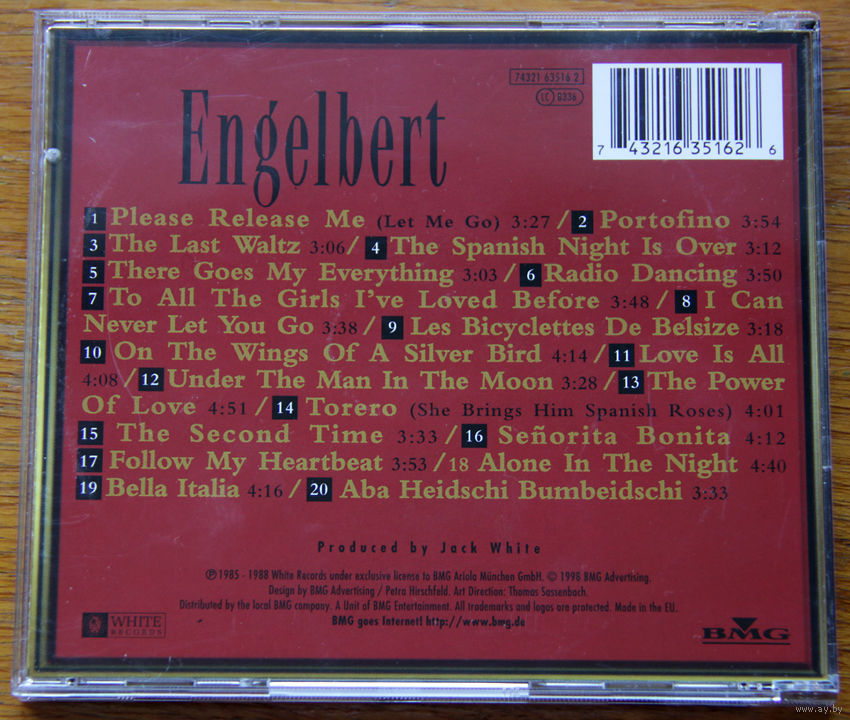 74321 63516 2
LC 0336
Engelbert
7 43216 35162 6
1 Please Release Me (Let Me Go) 3:27 / 2 Portofino 3:54
3 The Last Waltz 3:06 / 4 The Spanish Night Is Over 3:12
5 There Goes My Everything 3:03 / 6 Radio Dancing 3:50
7 To All The Girls I've Loved Before 3:48 / 8 I Can
Never Let You Go 3:38 / 9 Les Bicyclettes De Belsize 3:18
10 On The Wings Of A Silver Bird 4:14 / 11 Love Is All
4:08 / 12 Under The Man In The Moon 3:28 / 13 The Power
Of Love 4:51 / 14 Torero (She Brings Him Spanish Roses) 4:01
15 The Second Time 3:33 / 16 Señorita Bonita 4:12
17 Follow My Heartbeat 3:53 / 18 Alone In The Night 4:40
19 Bella Italia 4:16 / 20 Aba Heidschi Bumbeidschi 3:33
Produced by Jack White
℗ 1985 - 1988 White Records under exclusive license to BMG Ariola München GmbH. © 1998 BMG Advertising.
Design by BMG Advertising / Petra Hirschfeld. Art Direction: Thomas Sassenbach.
Distributed by the local BMG company. A Unit of BMG Entertainment. All trademarks and logos are protected. Made in the EU.
BMG goes Internet! http://www.bmg.de
WHITE
RECORDS
BMG
www.ay.by